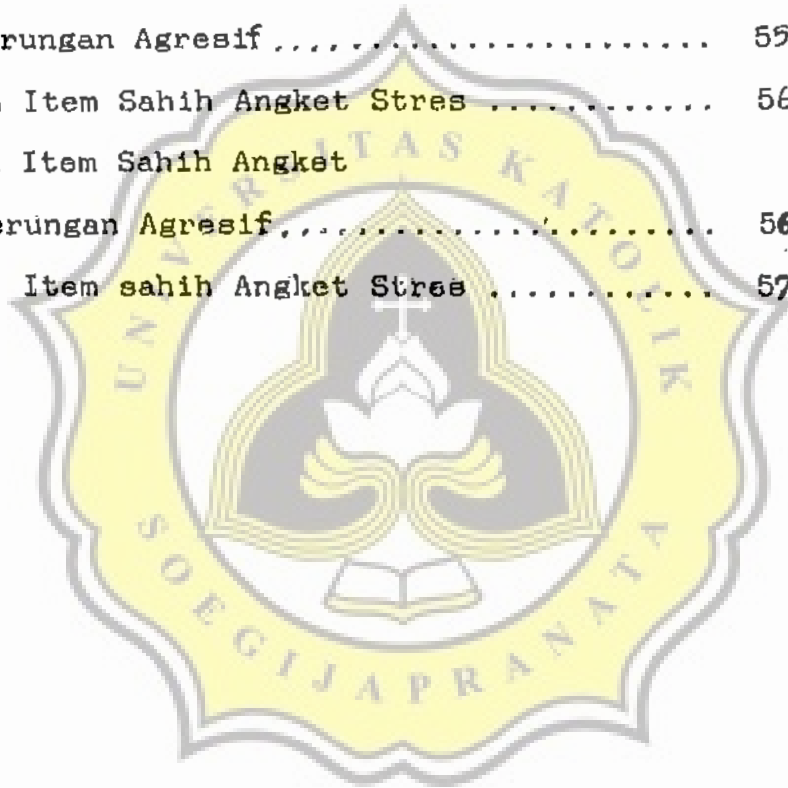 rungan Agresif...................... 55
Item Sahih Angket Stres ............ 56
Item Sahih Angket
erungan Agresif...................... 56
Item sahih Angket Stres ............ 57
UNIVERSITAS KATOLIK
SOEGIJAPRANATA